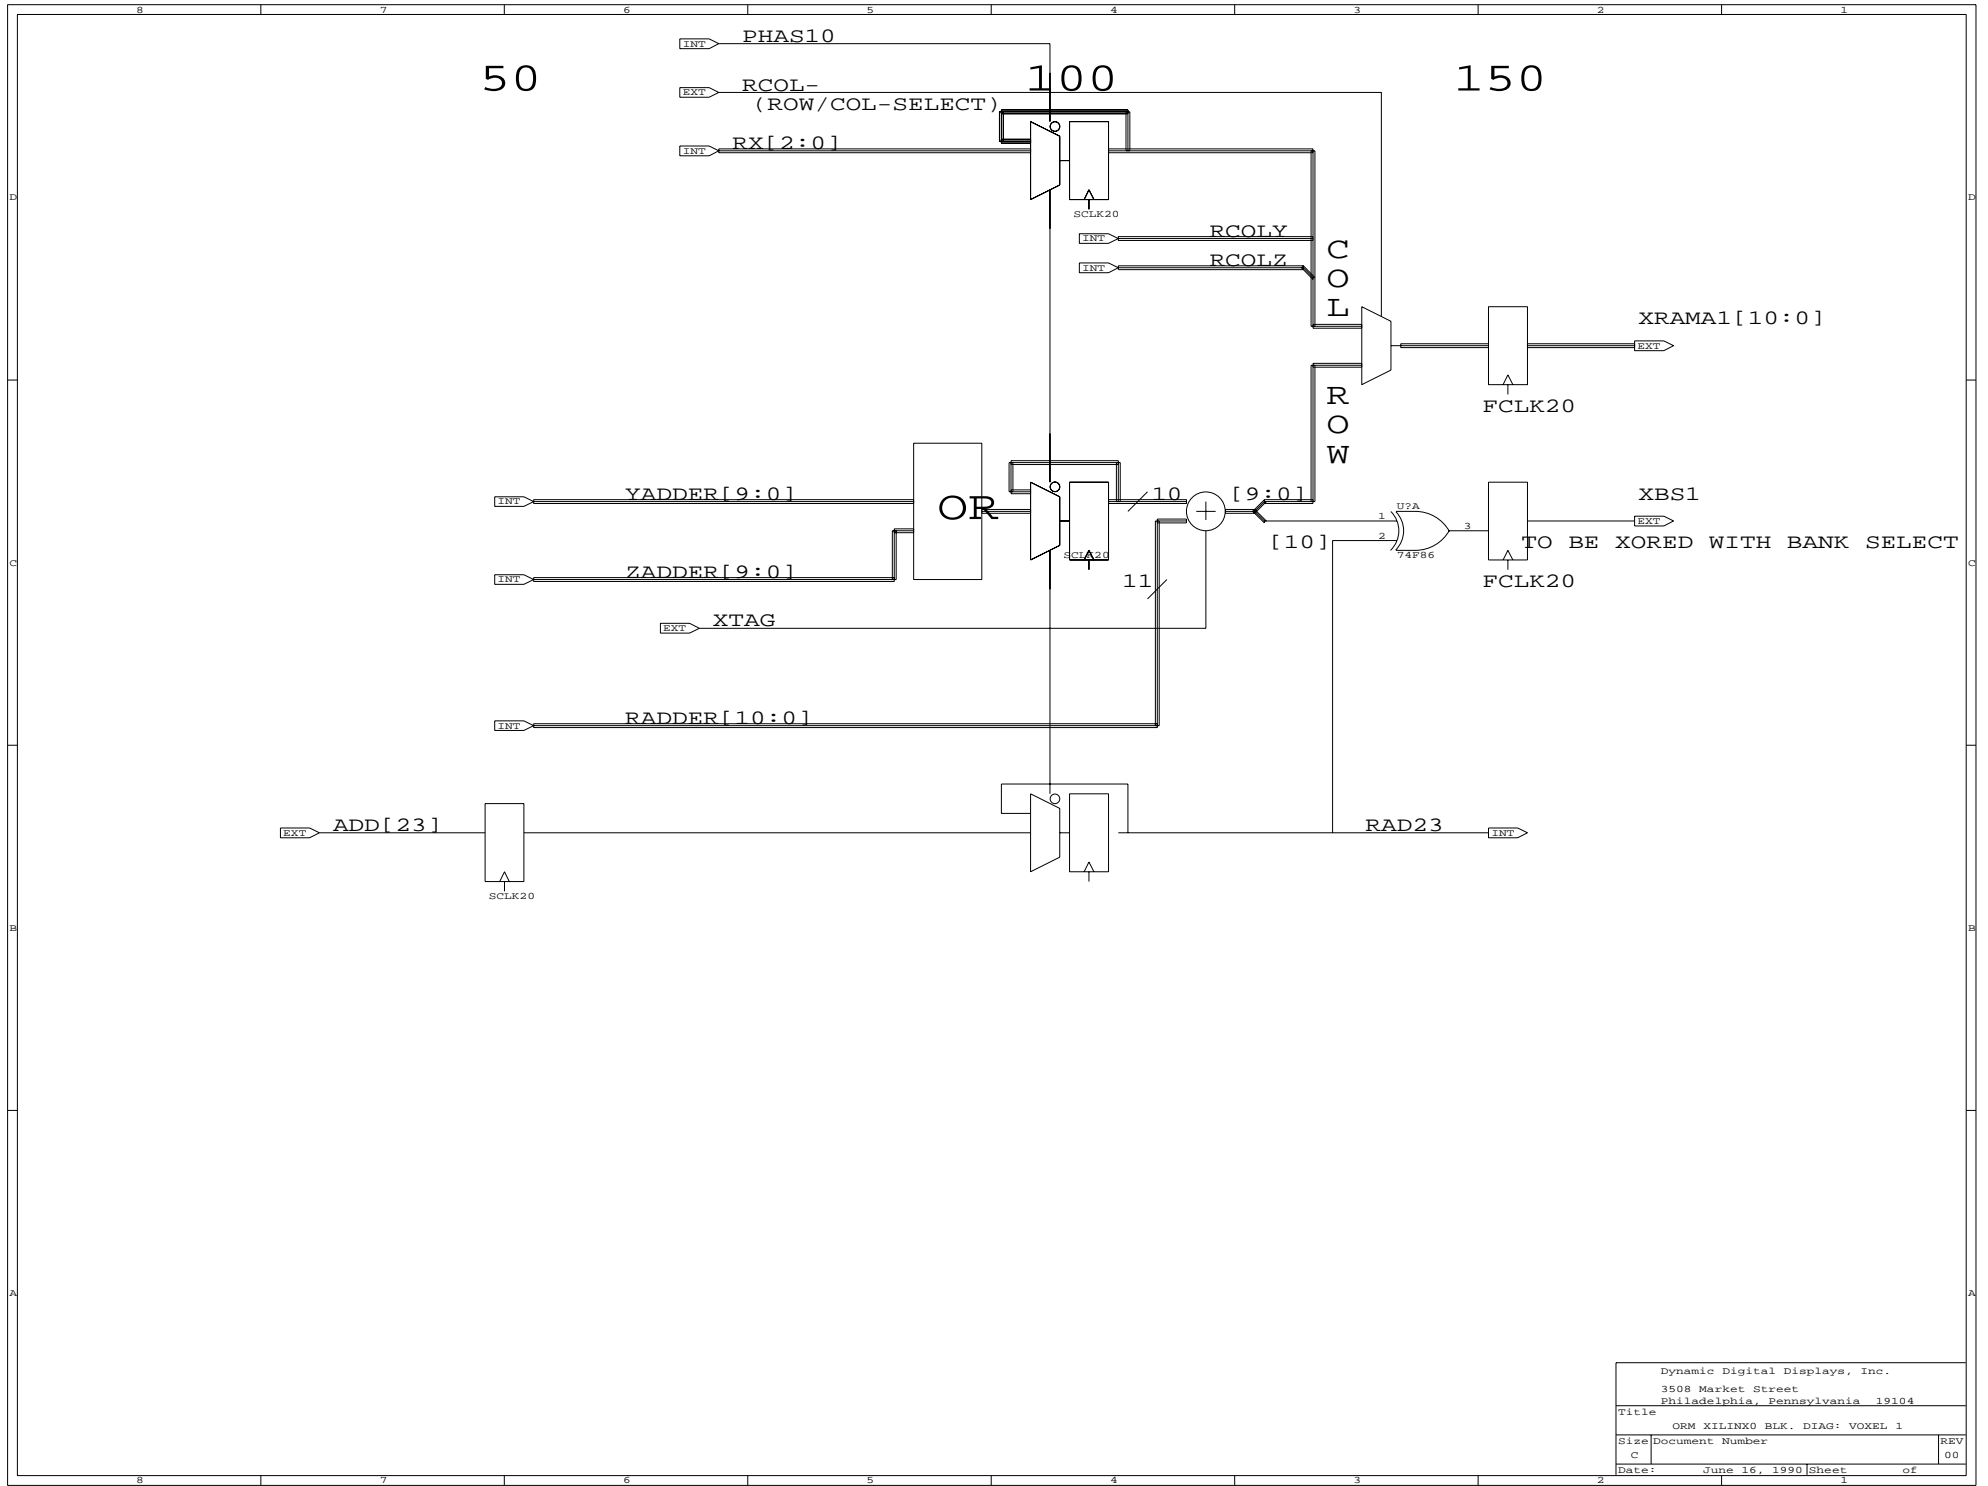 8 7 6 5 4 3 2 1
INT PHAS10
50 100 150
EXT RCOL-
(ROW/COL-SELECT)
INT RX[2:0]
D D
SCLK20
INT RCOLY
INT RCOLZ
C
O
L
XRAMA1[10:0]
EXT
FCLK20
R
O
W
INT YADDER[9:0]
OR
10
[9:0]
XBS1
U?A
1
2
3
74F86
EXT
[10]
TO BE XORED WITH BANK SELECT
SCLK20
C C
INT ZADDER[9:0]
11
FCLK20
EXT XTAG
INT RADDER[10:0]
EXT ADD[23]
RAD23 INT
SCLK20
B B
A A
Dynamic Digital Displays, Inc.
3508 Market Street
Philadelphia, Pennsylvania 19104
Title
ORM XILINX0 BLK. DIAG: VOXEL 1
Size Document Number REV
C 00
Date: June 16, 1990 Sheet of
8 7 6 5 4 3 2 1